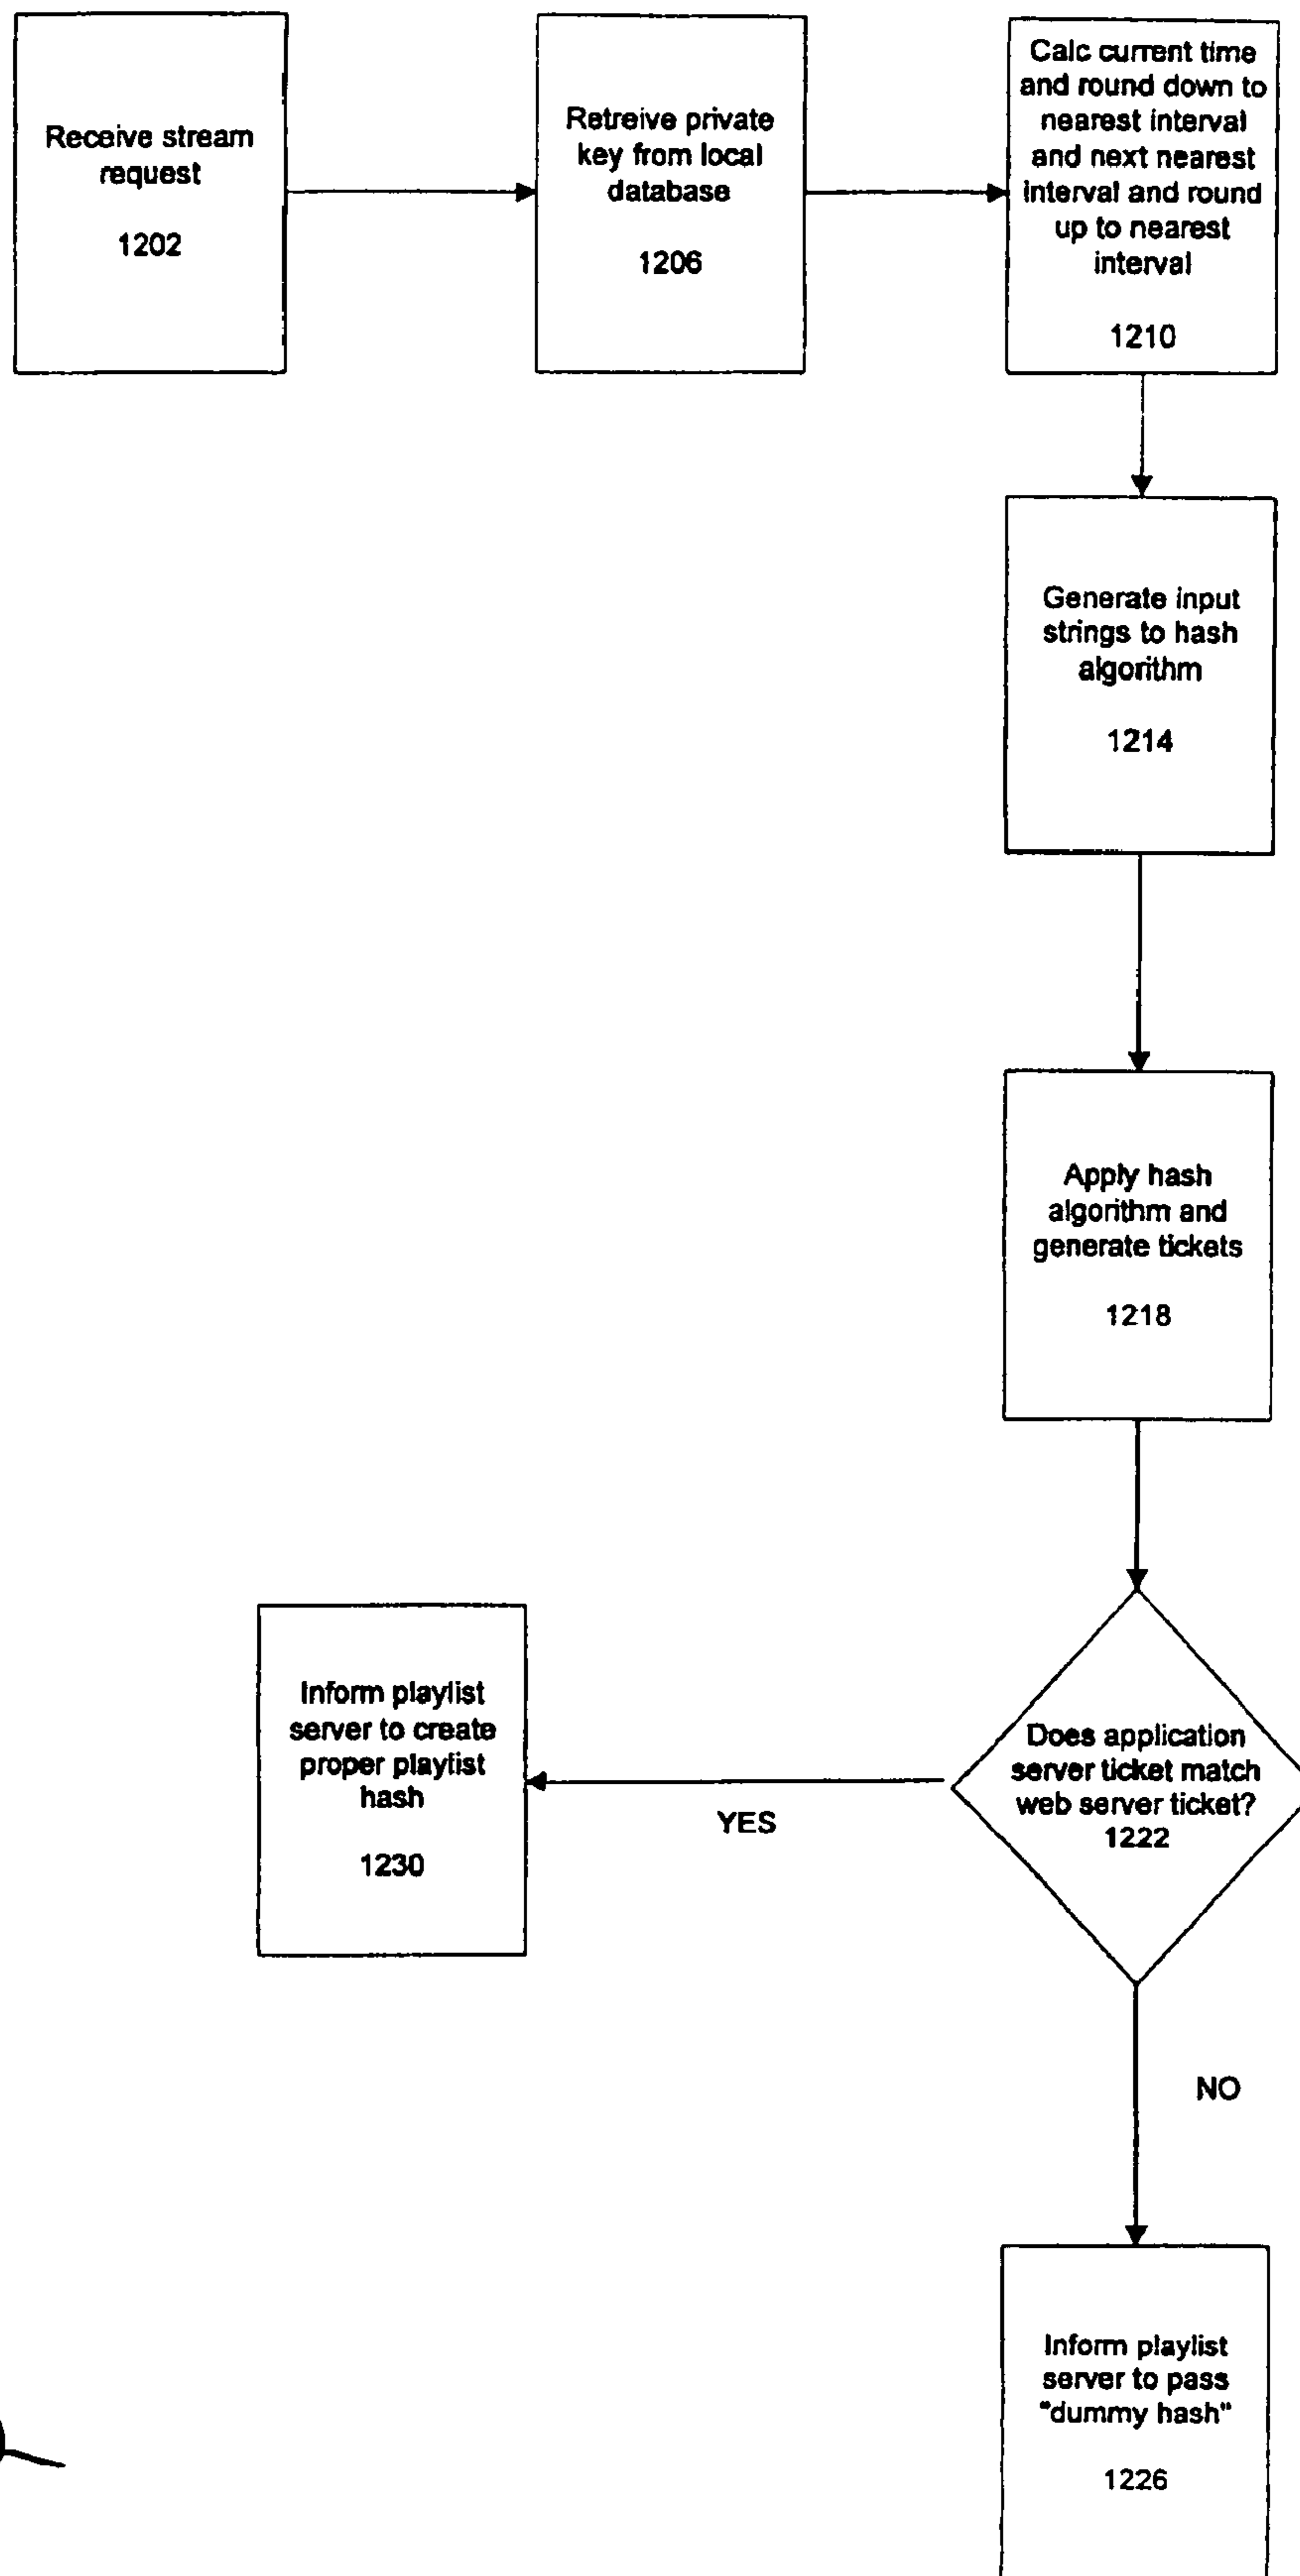 Receive stream
request
1202
Retreive private
key from local
database
1206
Calc current time
and round down to
nearest interval
and next nearest
interval and round
up to nearest
interval
1210
Generate input
strings to hash
algorithm
1214
Apply hash
algorithm and
generate tickets
1218
Does application
server ticket match
web server ticket?
1222
YES
Inform playlist
server to create
proper playlist
hash
1230
NO
Inform playlist
server to pass
"dummy hash"
1226